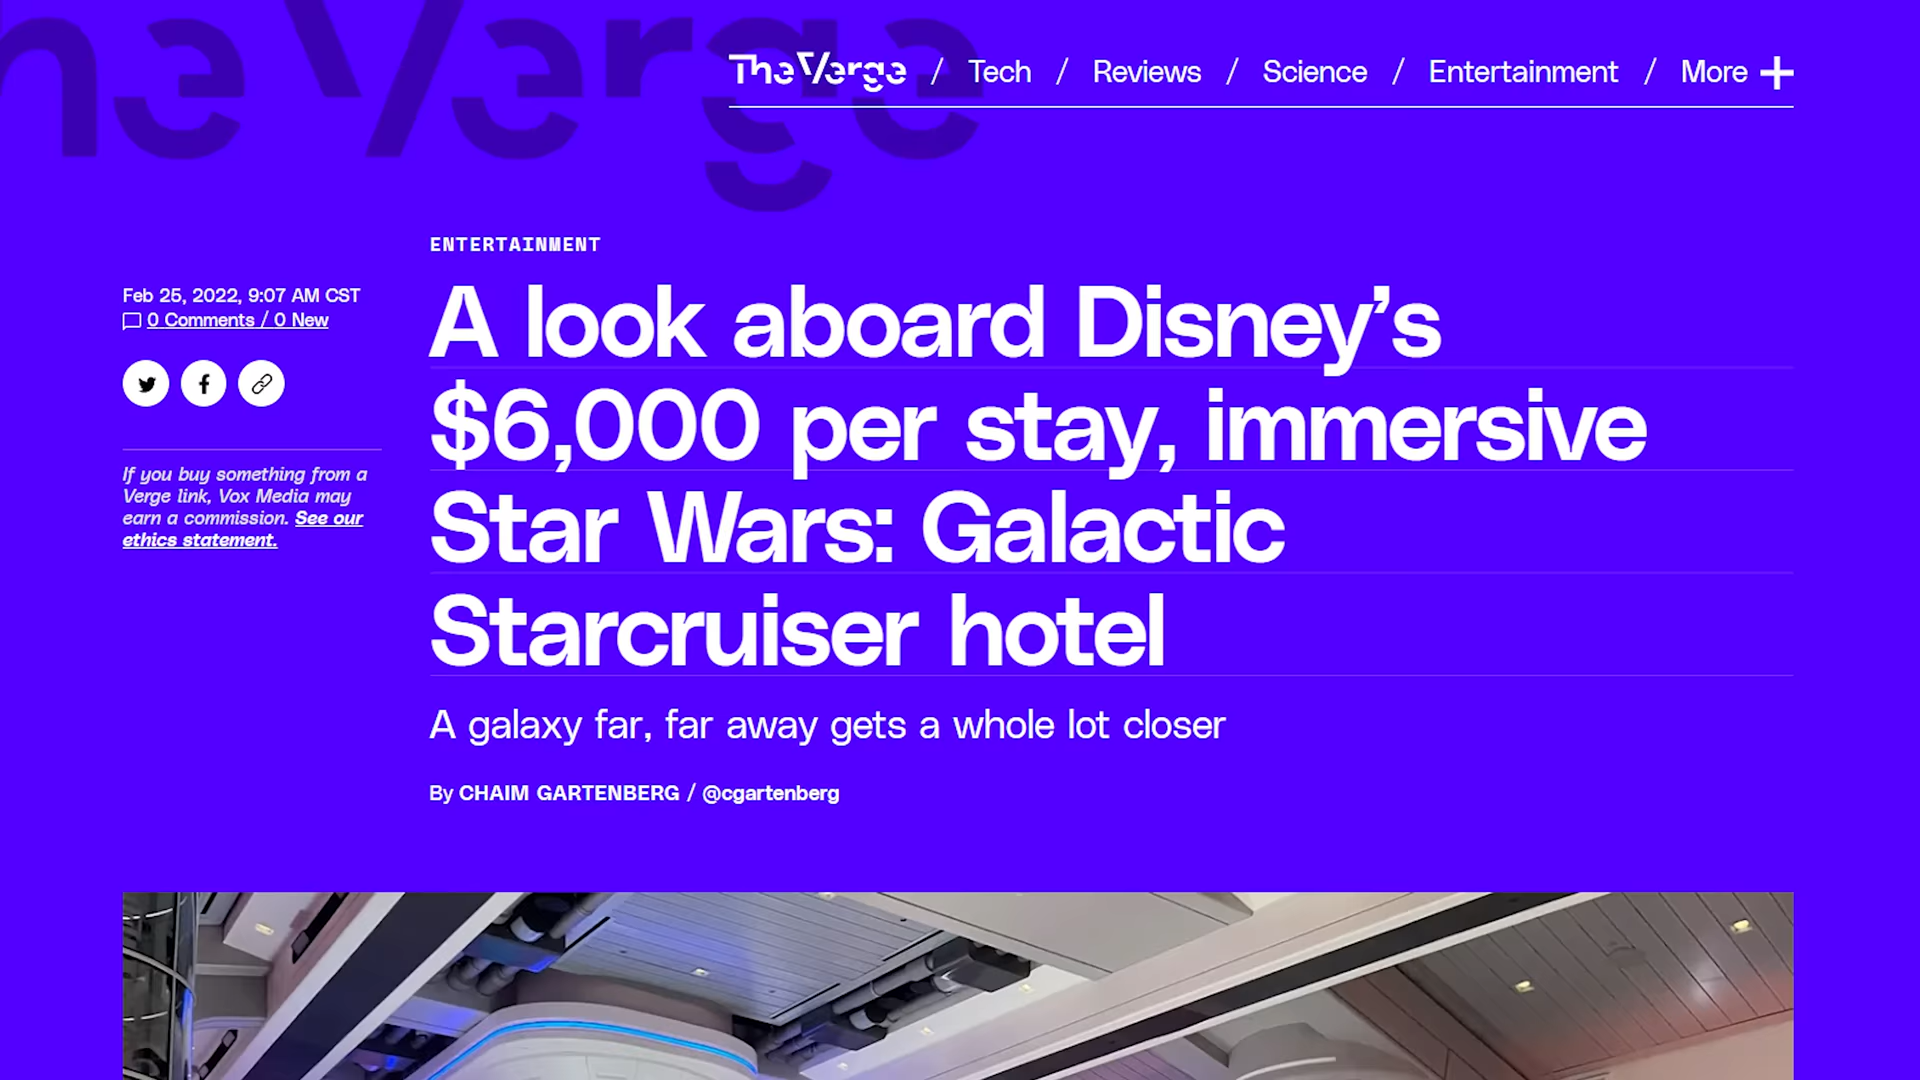 The Verge
The Verge / Tech / Reviews / Science / Entertainment / More +
ENTERTAINMENT
Feb 25, 2022, 9:07 AM CST
0 Comments / 0 New
If you buy something from a
Verge link, Vox Media may
earn a commission. See our
ethics statement.
A look aboard Disney’s
$6,000 per stay, immersive
Star Wars: Galactic
Starcruiser hotel
A galaxy far, far away gets a whole lot closer
By CHAIM GARTENBERG / @cgartenberg